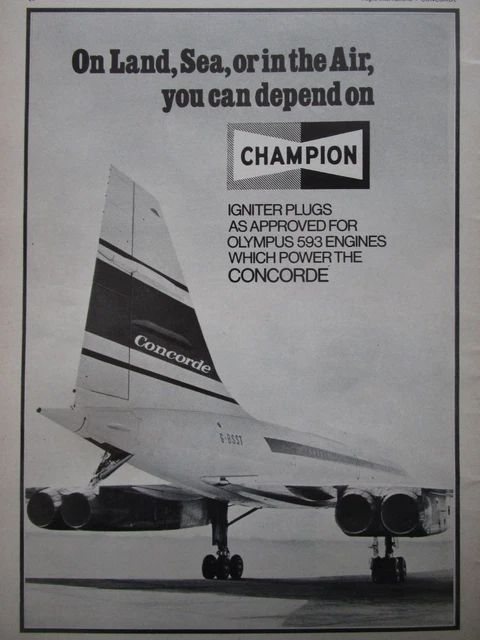 On Land, Sea, or in the Air,
you can depend on
CHAMPION
IGNITER PLUGS
AS APPROVED FOR
OLYMPUS 593 ENGINES
WHICH POWER THE
CONCORDE
Concorde
G-BSST